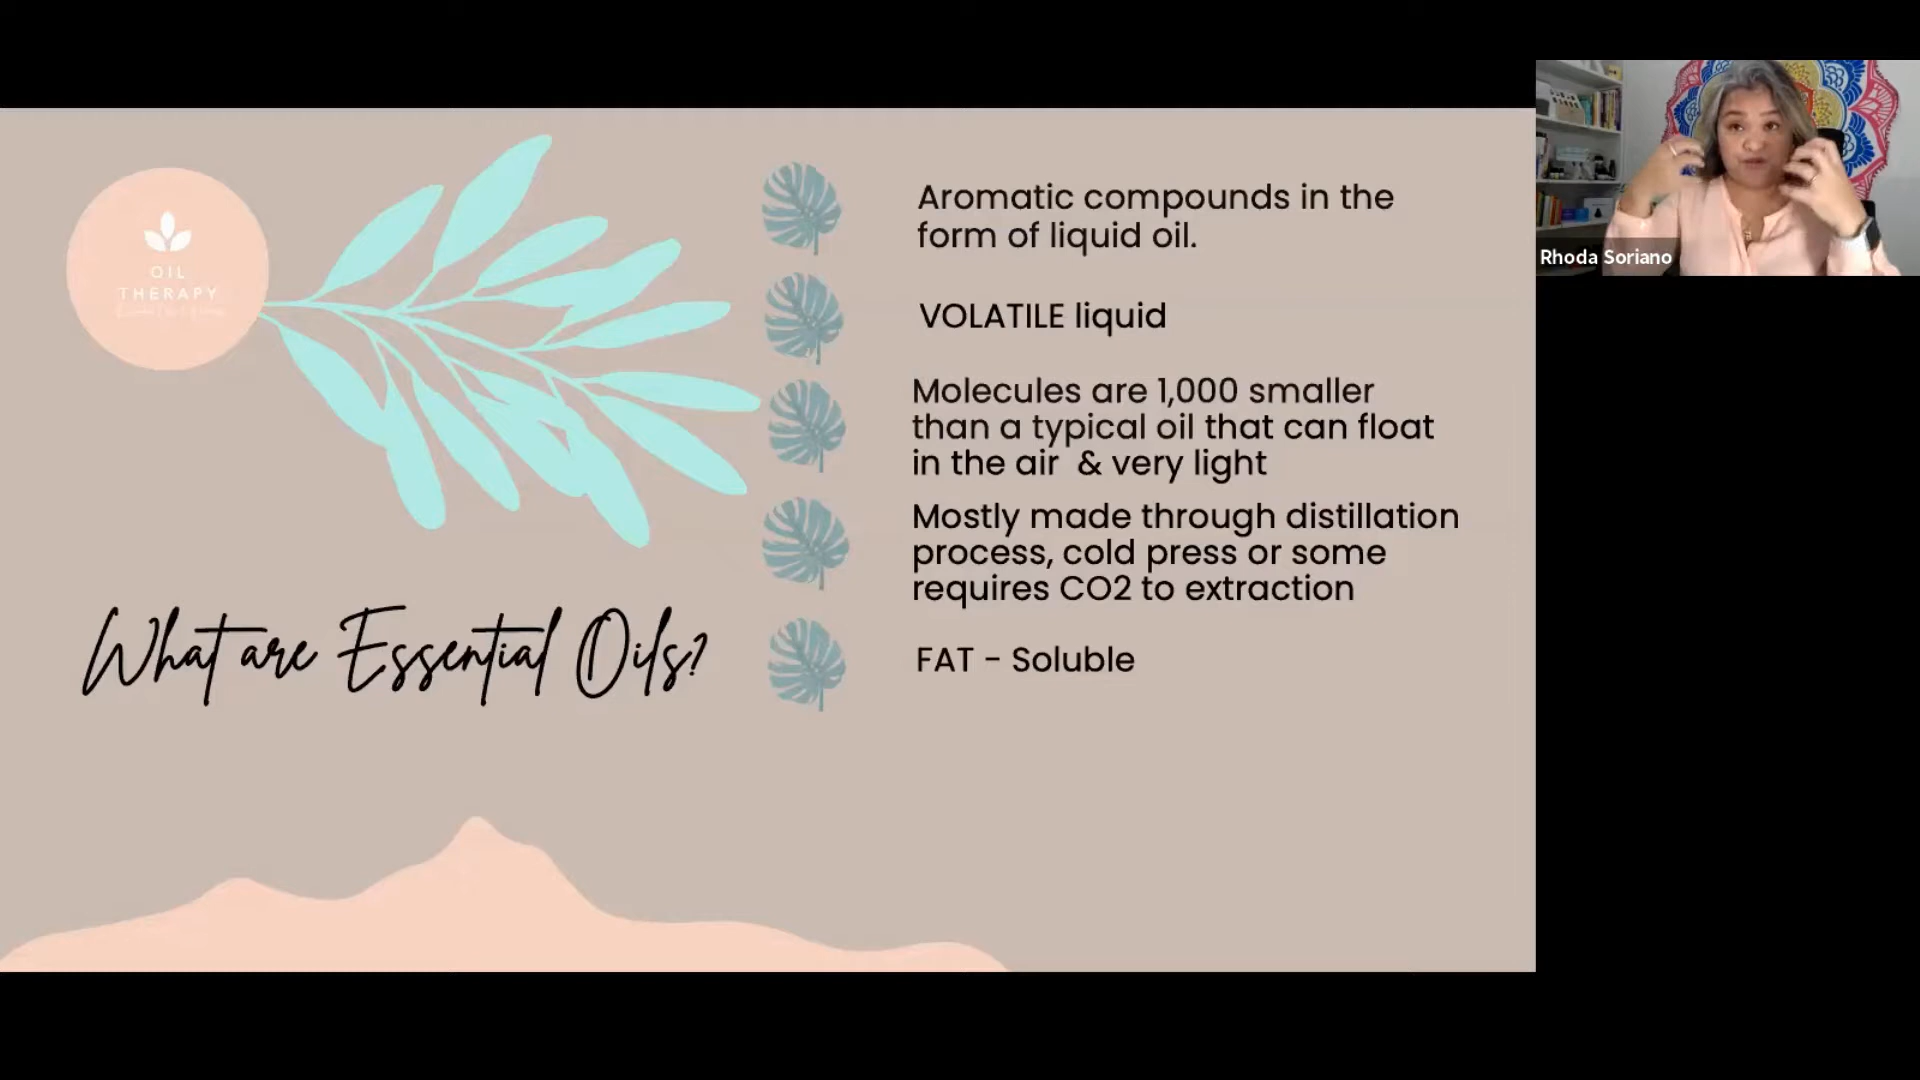 OIL
THERAPY
What are Essential Oils?
Aromatic compounds in the
form of liquid oil.
VOLATILE liquid
Molecules are 1,000 smaller
than a typical oil that can float
in the air & very light
Mostly made through distillation
process, cold press or some
requires CO2 to extraction
FAT - Soluble
Rhoda Soriano